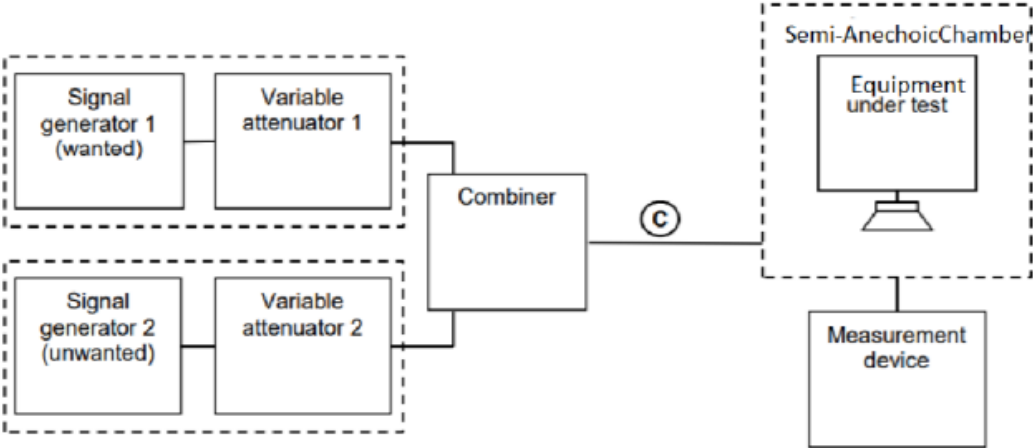 Signal
generator 1
(wanted)
Variable
attenuator 1
Signal
generator 2
(unwanted)
Variable
attenuator 2
Combiner
C
Semi-AnechoicChamber
Equipment
under test
Measurement
device